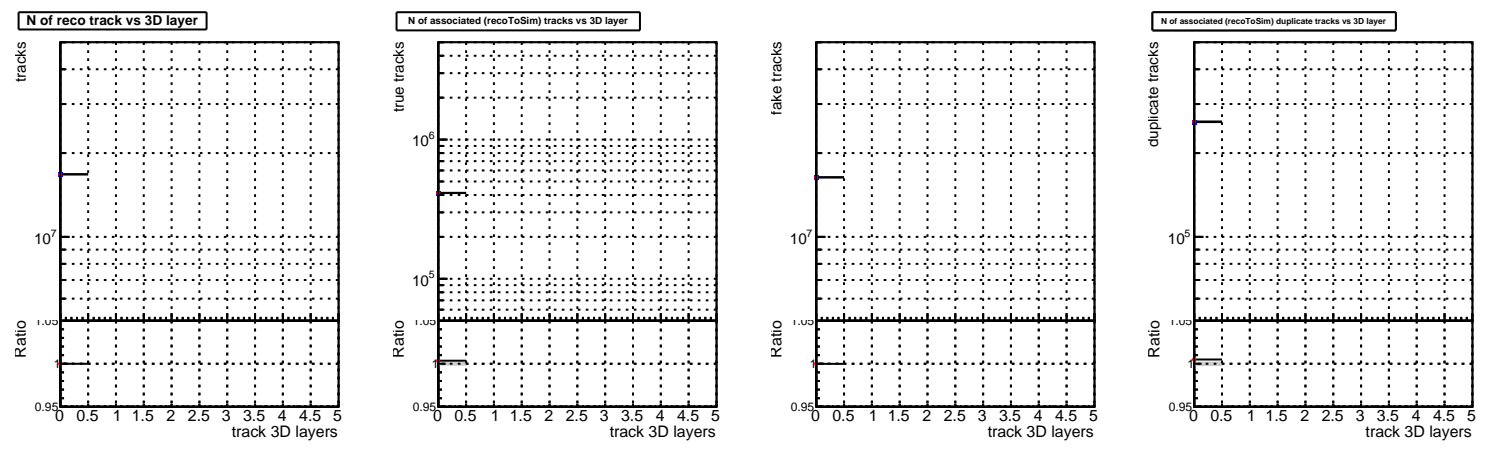 N of reco track vs 3D layer
tracks
10^7
Ratio
1.05
1
0.95
0 0.5 1 1.5 2 2.5 3 3.5 4 4.5 5
track 3D layers
N of associated (recoToSim) tracks vs 3D layer
true tracks
10^6
10^5
Ratio
1.05
1
0.95
0 0.5 1 1.5 2 2.5 3 3.5 4 4.5 5
track 3D layers
fake tracks
10^7
Ratio
1.05
1
0.95
0 0.5 1 1.5 2 2.5 3 3.5 4 4.5 5
track 3D layers
N of associated (recoToSim) duplicate tracks vs 3D layer
duplicate tracks
10^5
Ratio
1.05
1
0.95
0 0.5 1 1.5 2 2.5 3 3.5 4 4.5 5
track 3D layers